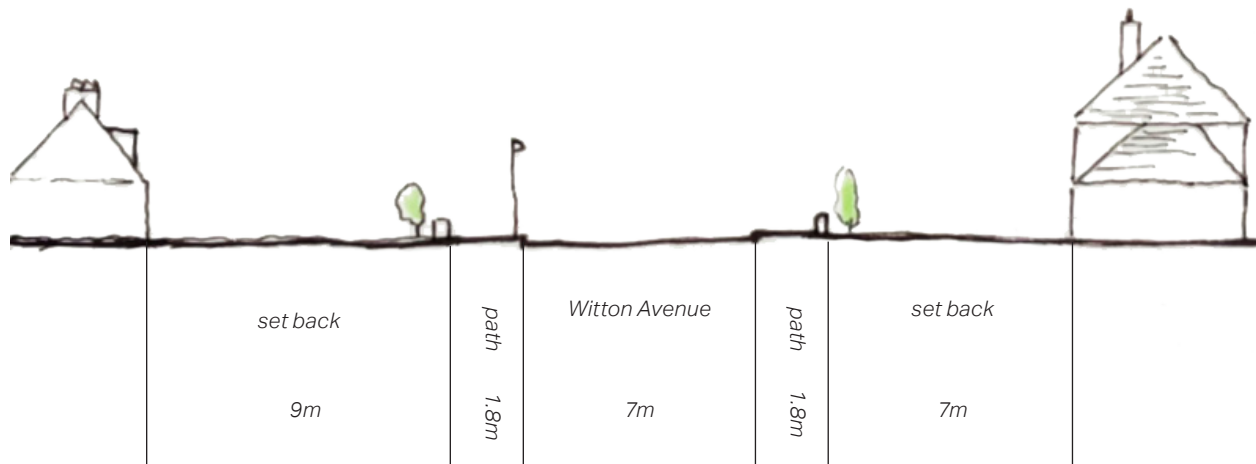 set back
path
Witton Avenue
path
set back
9m
1.8m
7m
1.8m
7m